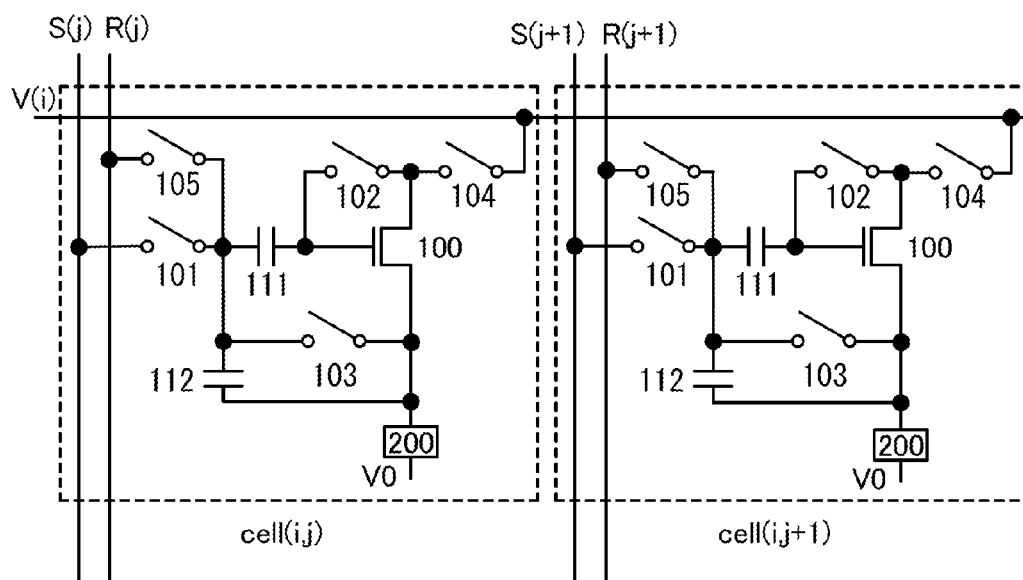 S(j) R(j) S(j+1) R(j+1)
V(i)
105 102 104 105 102 104
100 100
101 111 101 111
112 103 112 103
200 200
V0 V0
cell(i,j) cell(i,j+1)